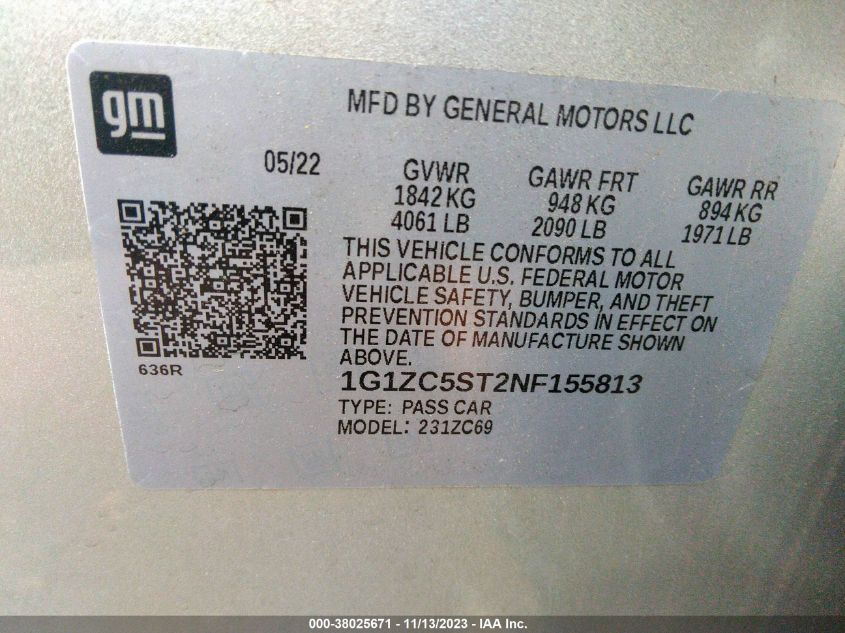 gm
MFD BY GENERAL MOTORS LLC
05/22
GVWR
1842 KG
4061 LB
GAWR FRT
948 KG
2090 LB
GAWR RR
894 KG
1971 LB
THIS VEHICLE CONFORMS TO ALL
APPLICABLE U.S. FEDERAL MOTOR
VEHICLE SAFETY, BUMPER, AND THEFT
PREVENTION STANDARDS IN EFFECT ON
THE DATE OF MANUFACTURE SHOWN
ABOVE.
636R
1G1ZC5ST2NF155813
TYPE: PASS CAR
MODEL: 231ZC69
000-38025671 - 11/13/2023 - IAA Inc.